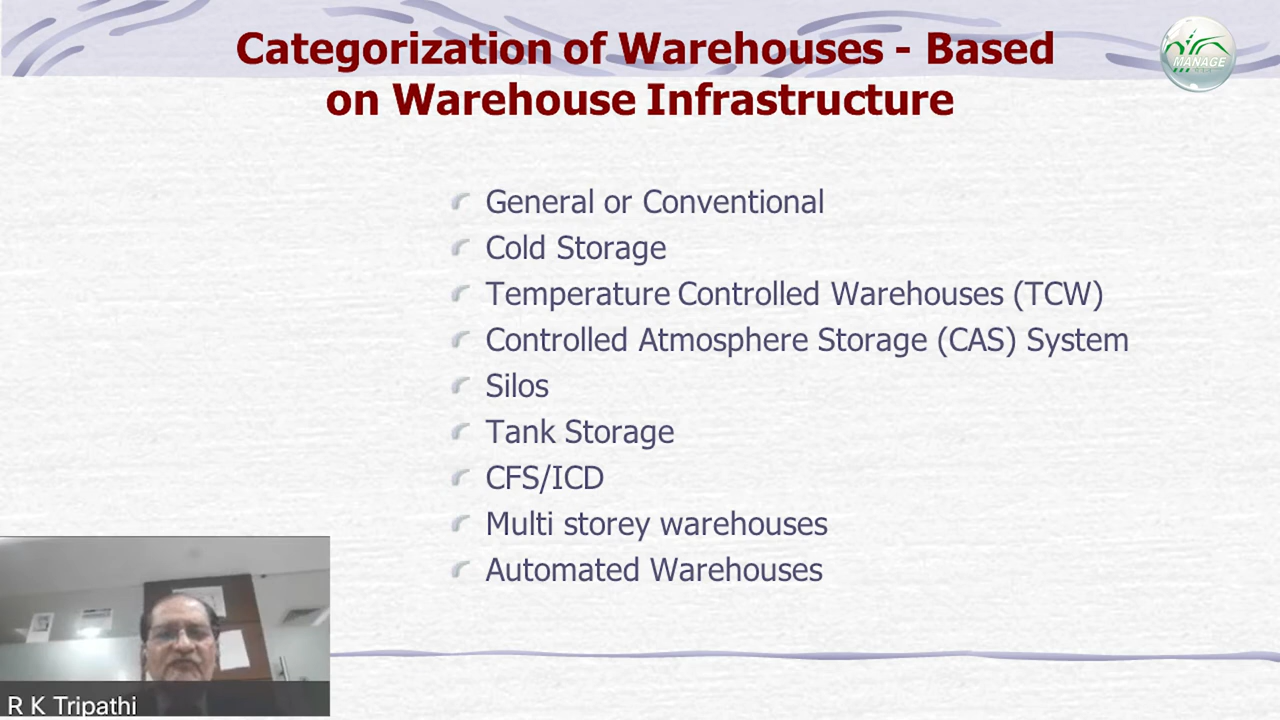 Categorization of Warehouses - Based
on Warehouse Infrastructure
MANAGE
General or Conventional
Cold Storage
Temperature Controlled Warehouses (TCW)
Controlled Atmosphere Storage (CAS) System
Silos
Tank Storage
CFS/ICD
Multi storey warehouses
Automated Warehouses
R K Tripathi